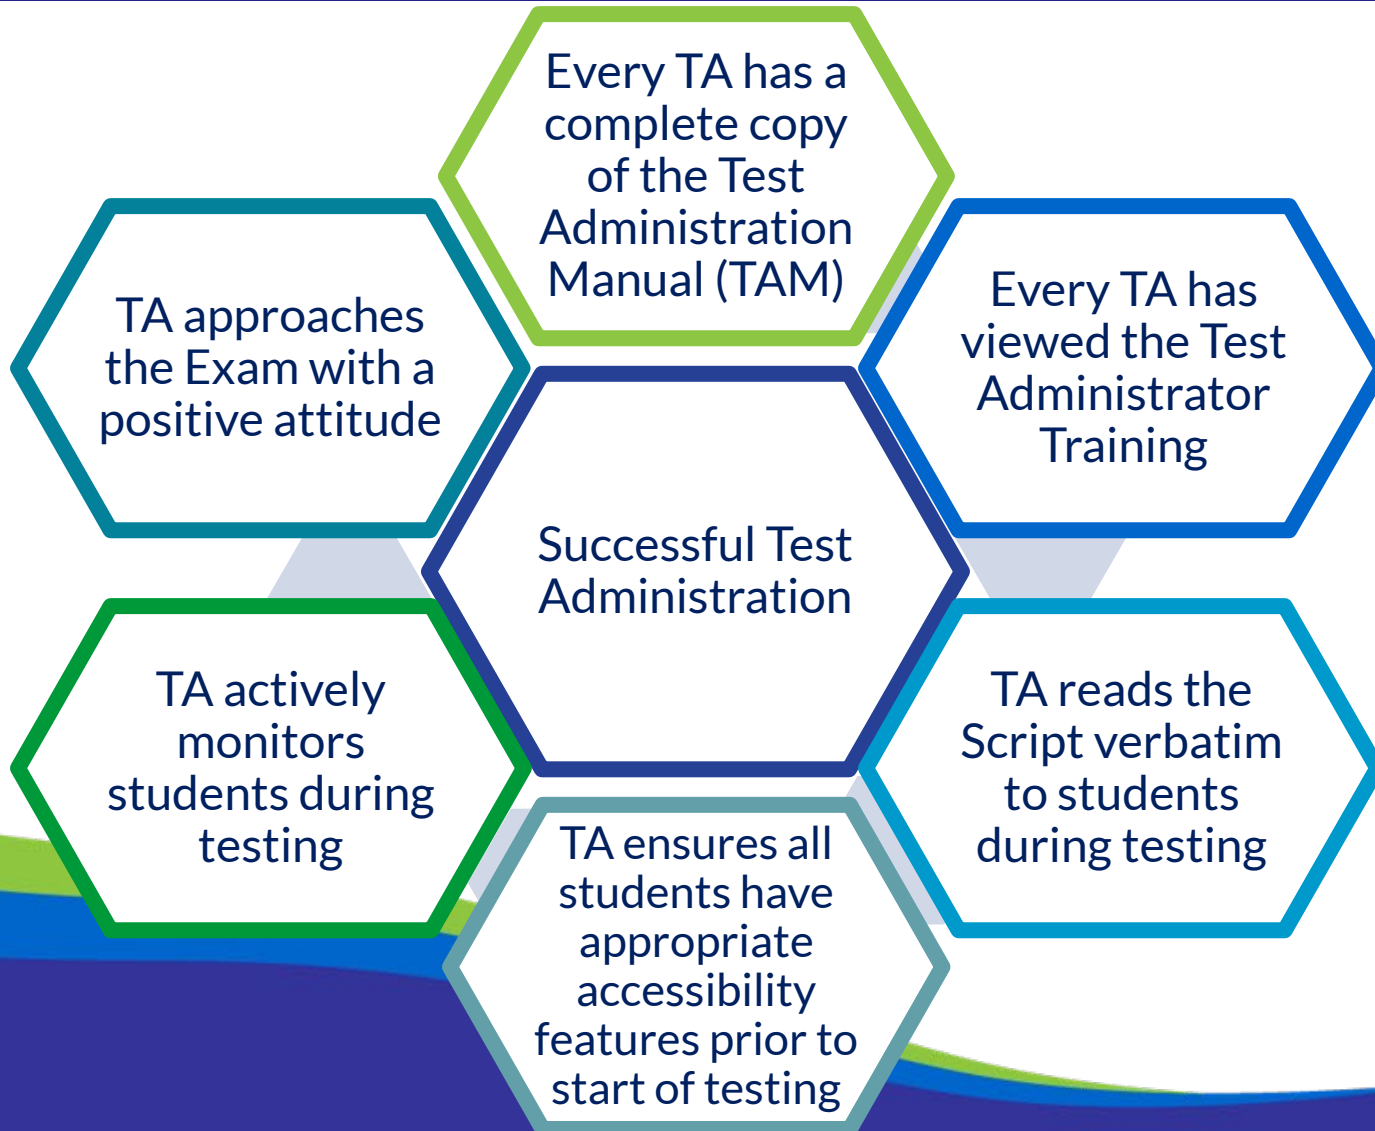 Every TA has a
complete copy
of the Test
Administration
Manual (TAM)
Every TA has
viewed the Test
Administrator
Training
TA reads the
Script verbatim
to students
during testing
TA ensures all
students have
appropriate
accessibility
features prior to
start of testing
TA actively
monitors
students during
testing
TA approaches
the Exam with a
positive attitude
Successful Test
Administration